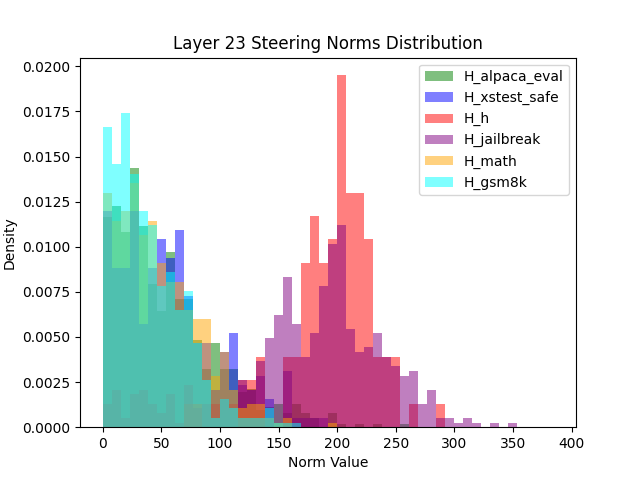 Layer 23 Steering Norms Distribution
H_alpaca_eval
H_xstest_safe
H_h
H_jailbreak
H_math
H_gsm8k
Density
0.0200
0.0175
0.0150
0.0125
0.0100
0.0075
0.0050
0.0025
0.0000
0 50 100 150 200 250 300 350 400
Norm Value